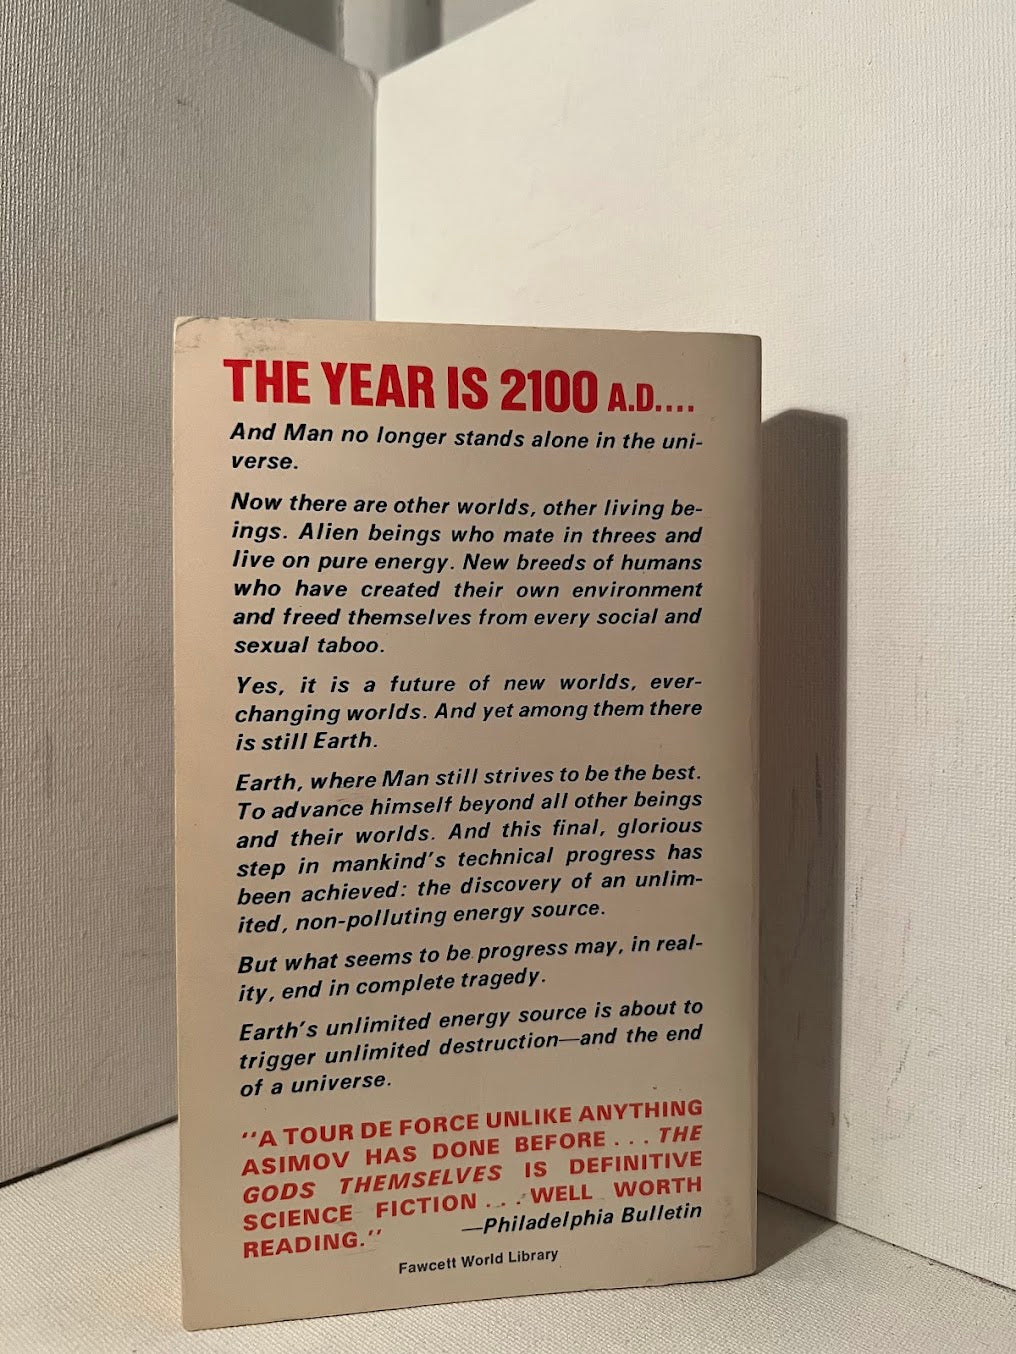 THE YEAR IS 2100 A.D....
And Man no longer stands alone in the uni-
verse.
Now there are other worlds, other living be-
ings. Alien beings who mate in threes and
live on pure energy. New breeds of humans
who have created their own environment
and freed themselves from every social and
sexual taboo.
Yes, it is a future of new worlds, ever-
changing worlds. And yet among them there
is still Earth.
Earth, where Man still strives to be the best.
To advance himself beyond all other beings
and their worlds. And this final, glorious
step in mankind's technical progress has
been achieved: the discovery of an unlim-
ited, non-polluting energy source.
But what seems to be progress may, in real-
ity, end in complete tragedy.
Earth's unlimited energy source is about to
trigger unlimited destruction—and the end
of a universe.
''A TOUR DE FORCE UNLIKE ANYTHING
ASIMOV HAS DONE BEFORE . . . THE
GODS THEMSELVES IS DEFINITIVE
SCIENCE FICTION . . . WELL WORTH
READING.''
—Philadelphia Bulletin
Fawcett World Library